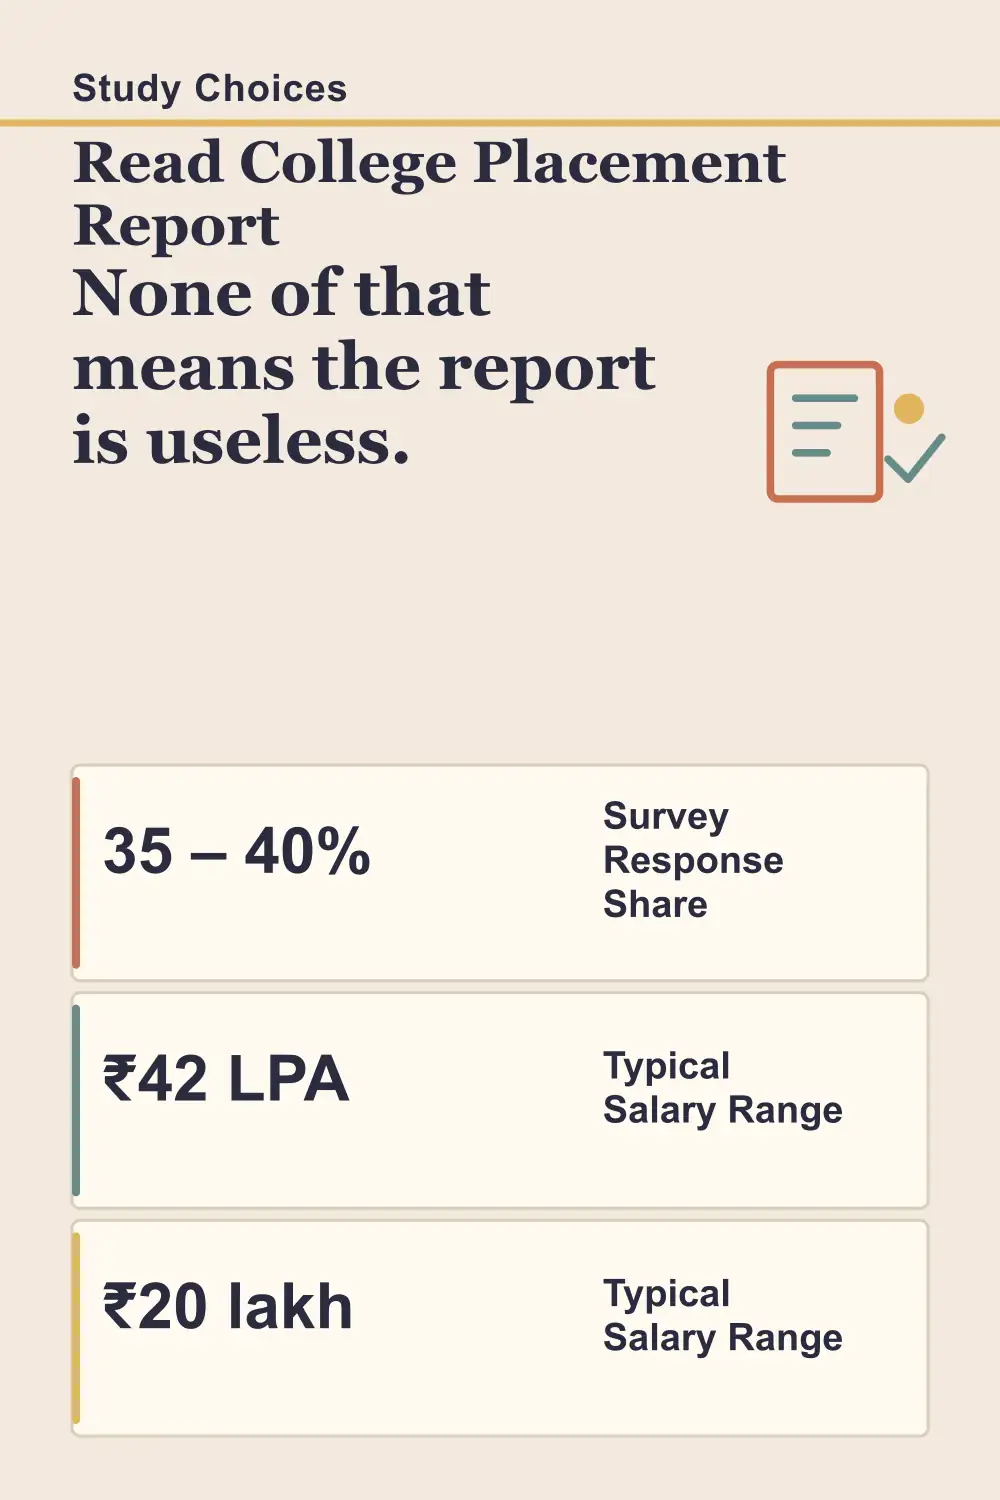 Study Choices
Read College Placement
Report
None of that
means the report
is useless.
35 – 40%
Survey
Response
Share
₹42 LPA
Typical
Salary Range
₹20 lakh
Typical
Salary Range